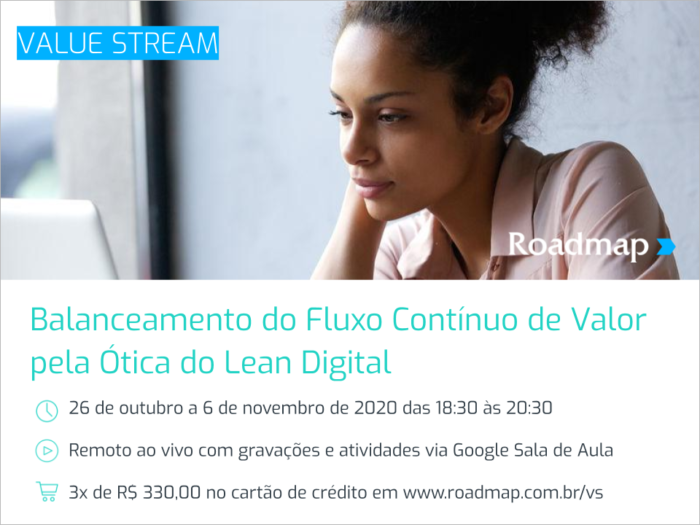 VALUE STREAM
Roadmap
Balanceamento do Fluxo Contínuo de Valor
pela Ótica do Lean Digital
26 de outubro a 6 de novembro de 2020 das 18:30 às 20:30
Remoto ao vivo com gravações e atividades via Google Sala de Aula
3x de R$ 330,00 no cartão de crédito em www.roadmap.com.br/vs